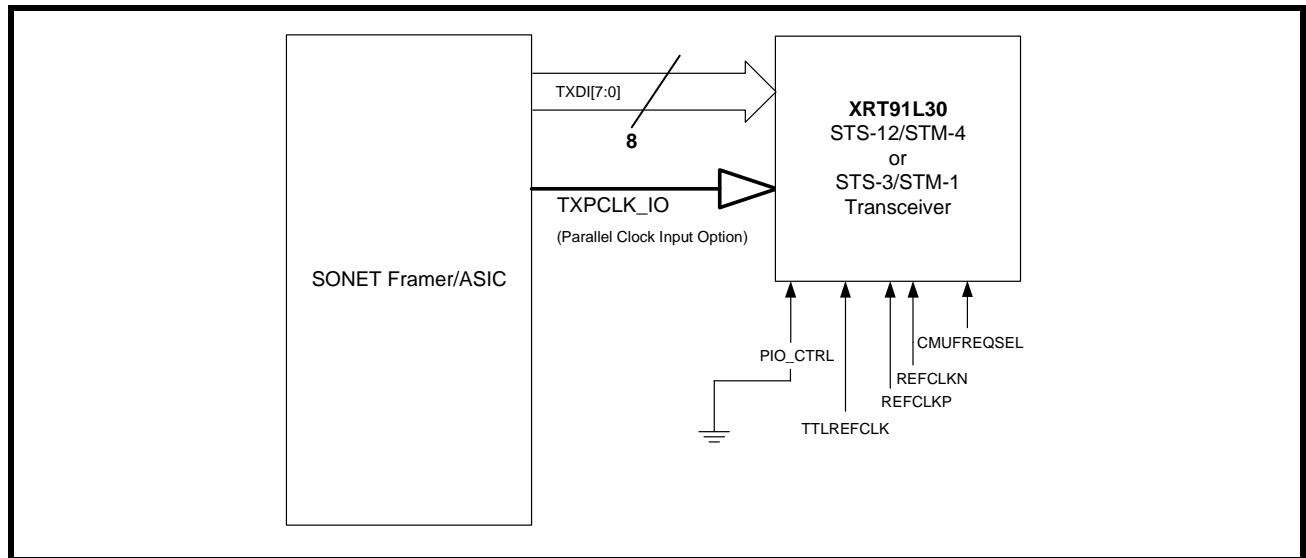 SONET Framer/ASIC
TXDI[7:0]
8
TXPCLK_IO
(Parallel Clock Input Option)
XRT91L30
STS-12/STM-4
or
STS-3/STM-1
Transceiver
PIO_CTRL
TTLREFCLK
REFCLKP
REFCLKN
CMUFREQSEL